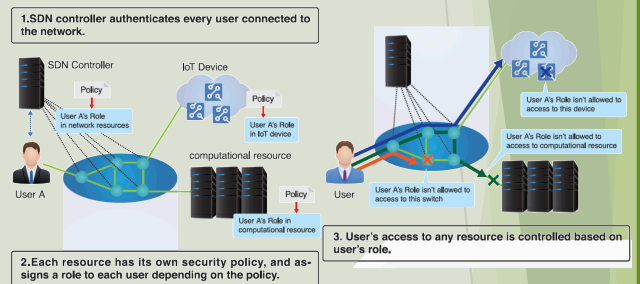 1.SDN controller authenticates every user connected to
the network.
SDN Controller
Policy
User A's Role
in network resources
IoT Device
Policy
User A's Role
in IoT device
computational resource
User A
Policy
User A's Role in
computational resource
2.Each resource has its own security policy, and as-
signs a role to each user depending on the policy.
User A's Role isn't allowed to
access to this device
User A's Role isn't allowed to
access to computational resource
User
User A's Role isn't allowed to
access to this switch
3. User's access to any resource is controlled based on
user's role.